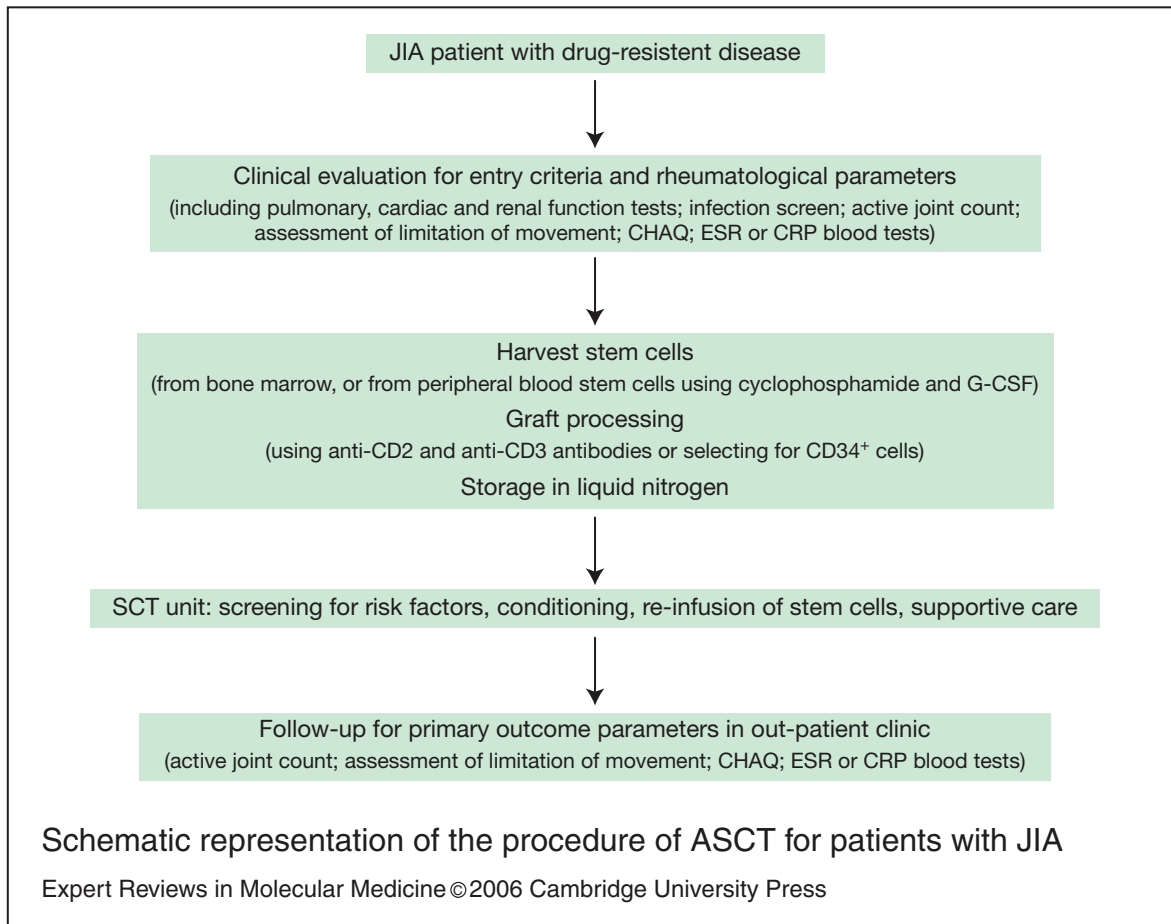 JIA patient with drug-resistent disease
Clinical evaluation for entry criteria and rheumatological parameters
(including pulmonary, cardiac and renal function tests; infection screen; active joint count;
assessment of limitation of movement; CHAQ; ESR or CRP blood tests)
Harvest stem cells
(from bone marrow, or from peripheral blood stem cells using cyclophosphamide and G-CSF)
Graft processing
(using anti-CD2 and anti-CD3 antibodies or selecting for CD34⁺ cells)
Storage in liquid nitrogen
SCT unit: screening for risk factors, conditioning, re-infusion of stem cells, supportive care
Follow-up for primary outcome parameters in out-patient clinic
(active joint count; assessment of limitation of movement; CHAQ; ESR or CRP blood tests)
Schematic representation of the procedure of ASCT for patients with JIA
Expert Reviews in Molecular Medicine ©2006 Cambridge University Press